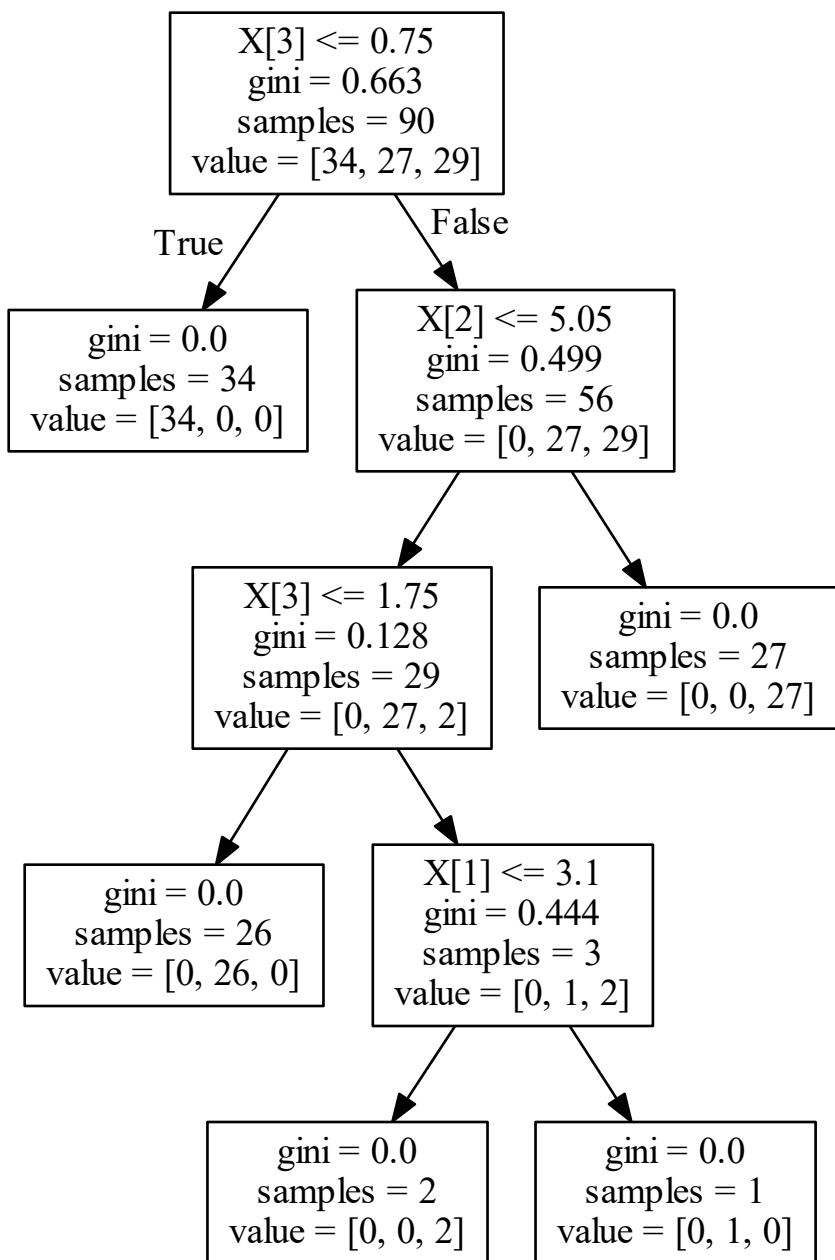 X[3] <= 0.75
gini = 0.663
samples = 90
value = [34, 27, 29]
True
False
gini = 0.0
samples = 34
value = [34, 0, 0]
X[2] <= 5.05
gini = 0.499
samples = 56
value = [0, 27, 29]
X[3] <= 1.75
gini = 0.128
samples = 29
value = [0, 27, 2]
gini = 0.0
samples = 27
value = [0, 0, 27]
gini = 0.0
samples = 26
value = [0, 26, 0]
X[1] <= 3.1
gini = 0.444
samples = 3
value = [0, 1, 2]
gini = 0.0
samples = 2
value = [0, 0, 2]
gini = 0.0
samples = 1
value = [0, 1, 0]